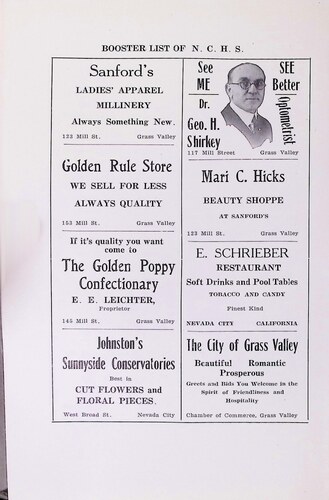 BOOSTER LIST OF N. C. H. S.
Sanford's
LADIES' APPAREL
MILLINERY
Always Something New.
123 Mill St. Grass Valley
See
ME
Dr.
Geo. H.
Shirkey
SEE
Better
Optometrist
117 Mill Street Grass Valley
Golden Rule Store
WE SELL FOR LESS
ALWAYS QUALITY
153 Mill St. Grass Valley
Mari C. Hicks
BEAUTY SHOPPE
AT SANFORD'S
123 Mill St. Grass Valley
If it's quality you want
come to
The Golden Poppy
Confectionary
E. E. LEICHTER,
Proprietor
145 Mill St. Grass Valley
E. SCHRIEBER
RESTAURANT
Soft Drinks and Pool Tables
TOBACCO AND CANDY
Finest Kind
NEVADA CITY CALIFORNIA
Johnston's
Sunnyside Conservatories
Best in
CUT FLOWERS and
FLORAL PIECES.
West Broad St. Nevada City
The City of Grass Valley
Beautiful Romantic
Prosperous
Greets and Bids You Welcome in the
Spirit of Friendliness and
Hospitality
Chamber of Commerce, Grass Valley